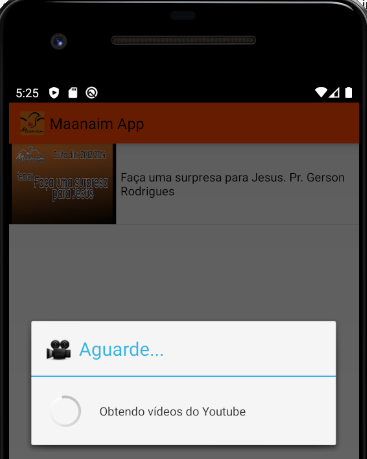 5:25
Maanaim App
Faça uma surpresa
para Jesus
Faça uma surpresa para Jesus. Pr. Gerson
Rodrigues
Aguarde...
Obtendo vídeos do Youtube